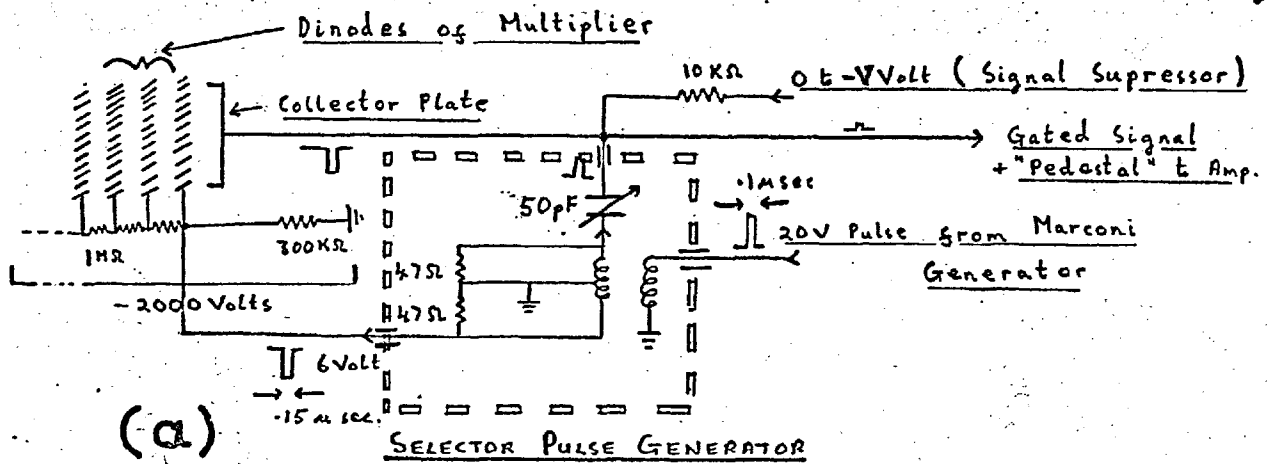 Dinodes of Multiplier
Collector Plate
10KΩ
0 t -V Volt ( Signal Supressor )
Gated Signal
+ "Pedestal" t Amp.
.1μsec
50pF
20V Pulse from Marconi
Generator
1MΩ
300KΩ
-2000 Volts
47Ω
47Ω
6 Volt
.15 μ sec.
(a)
SELECTOR PULSE GENERATOR